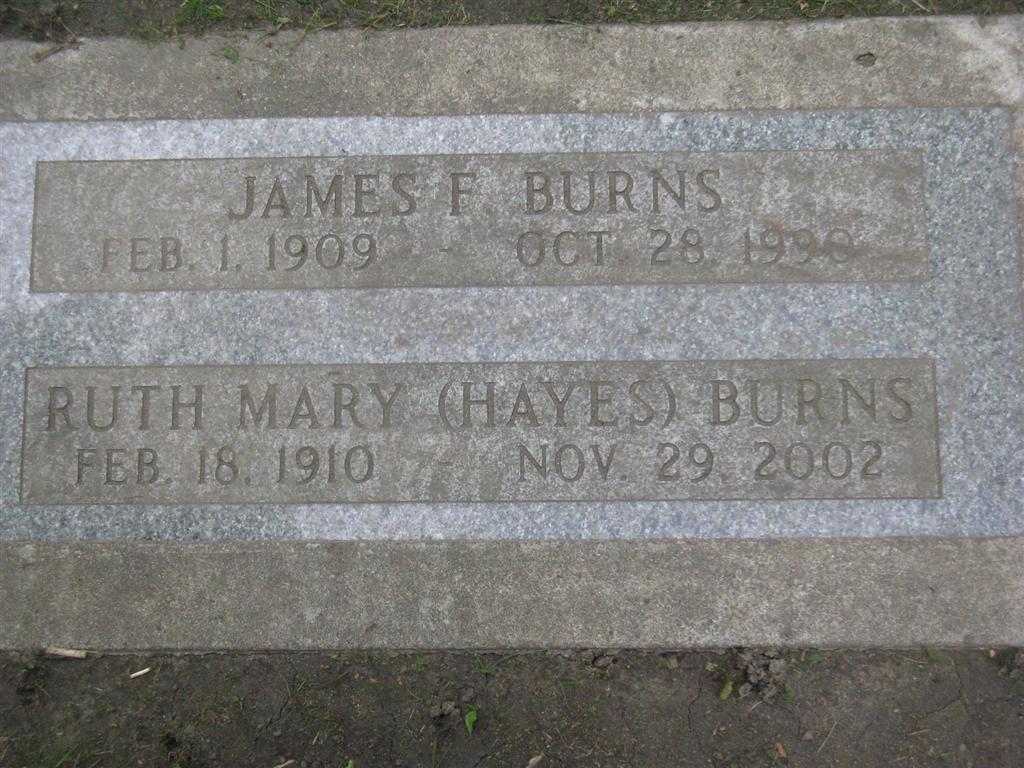 JAMES F. BURNS
FEB. 1, 1909 - OCT. 28, 1990
RUTH MARY (HAYES) BURNS
FEB. 18, 1910 - NOV. 29, 2002